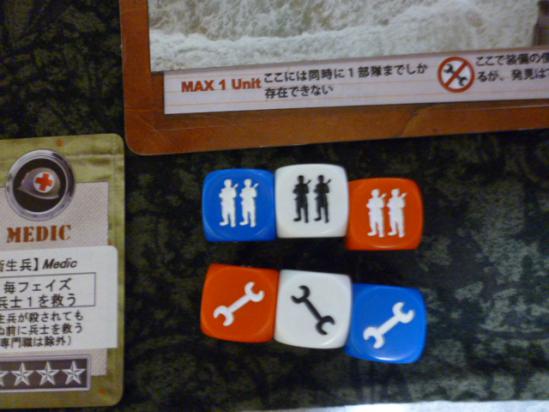 MAX 1 Unit ここには同時に1部隊までしか
存在できない
ここで装備の使
るが、発見は
MEDIC
生兵】Medic
毎フェイズ
兵士1を救う
生兵が殺されても
ぬ前に兵士を救う
専門職は除外)